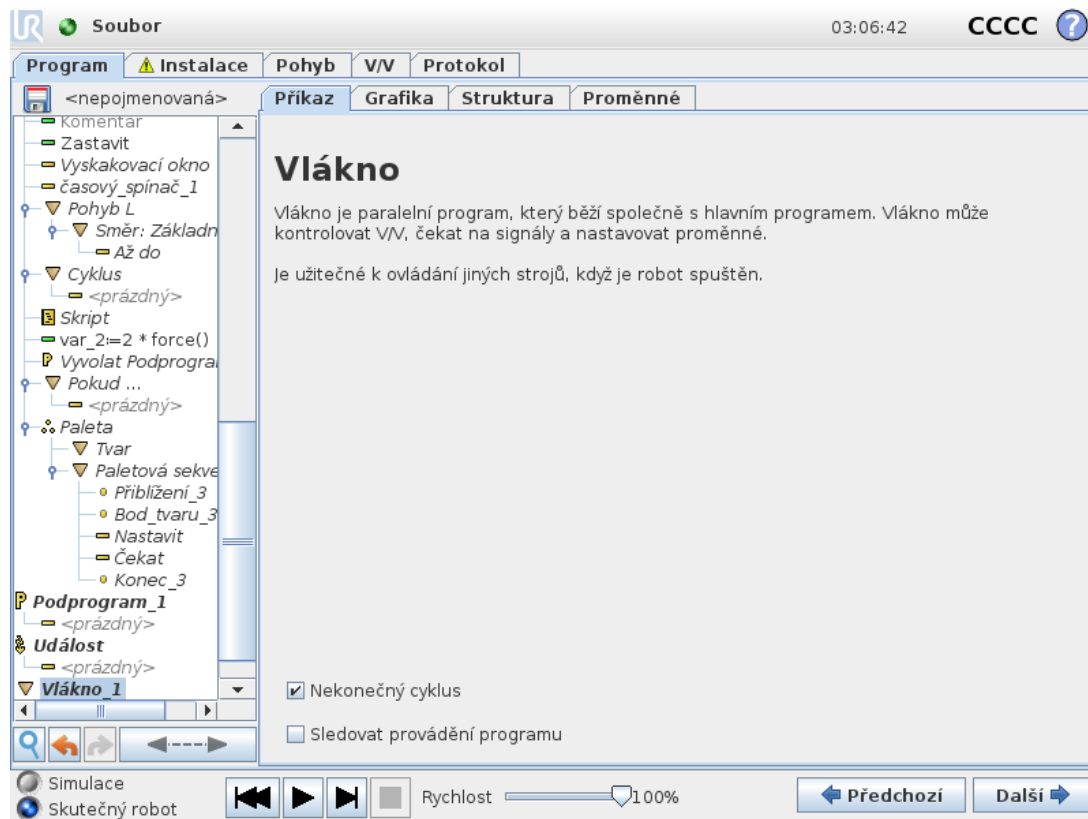 Soubor
03:06:42
CCCC
?
Program
Instalace
Pohyb
V/V
Protokol
<nepojmenovaná>
Příkaz
Grafika
Struktura
Proměnné
Komentář
Zastavit
Vyskakovací okno
časový_spínač_1
Pohyb L
Směr: Základn
Až do
Cyklus
<prázdný>
Skript
var_2≔2 * force()
Vyvolat Podprogra
Pokud ...
<prázdný>
Paleta
Tvar
Paletová sekve
Přiblížení_3
Bod_tvaru_3
Nastavit
Čekat
Konec_3
P Podprogram_1
<prázdný>
Událost
<prázdný>
Vlákno_1
Vlákno
Vlákno je paralelní program, který běží společně s hlavním programem. Vlákno může
kontrolovat V/V, čekat na signály a nastavovat proměnné.
Je užitečné k ovládání jiných strojů, když je robot spuštěn.
Nekonečný cyklus
Sledovat provádění programu
Simulace
Skutečný robot
Rychlost
100%
Předchozí
Další